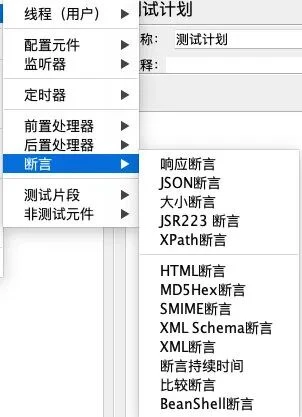 测试计划
线程（用户）
称：测试计划
配置元件
监听器
释：
定时器
前置处理器
后置处理器
断言
响应断言
JSON断言
测试片段
大小断言
非测试元件
JSR223 断言
XPath断言
HTML断言
MD5Hex断言
SMIME断言
XML Schema断言
XML断言
断言持续时间
比较断言
BeanShell断言